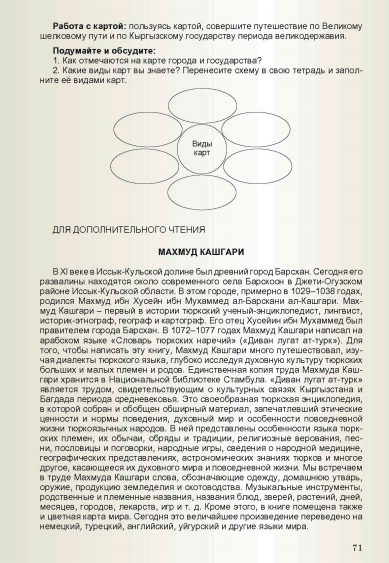 Работа с картой: пользуясь картой, совершите путешествие по Великому
шелковому пути и по Кыргызскому государству периода великодержавия.
Подумайте и обсудите:
1. Как отмечаются на карте города и государства?
2. Какие виды карт вы знаете? Перенесите схему в свою тетрадь и запол-
ните её видами карт.
Виды
карт
ДЛЯ ДОПОЛНИТЕЛЬНОГО ЧТЕНИЯ
МАХМУД КАШГАРИ
В XI веке в Иссык-Кульской долине был древний город Барсхан. Сегодня его
развалины находятся около современного села Барскоон в Джети-Огузском
районе Иссык-Кульской области. В этом городе, примерно в 1029–1038 годах,
родился Махмуд ибн Хусейн ибн Мухаммед ал-Барскани ал-Кашгари. Мах-
муд Кашгари – первый в истории тюркский ученый-энциклопедист, лингвист,
историк-этнограф, географ и картограф. Его отец Хусейин ибн Мухаммед был
правителем города Барсхан. В 1072–1077 годах Махмуд Кашгари написал на
арабском языке «Словарь тюркских наречий» («Диван лугат ат-турк»). Для
того, чтобы написать эту книгу, Махмуд Кашгари много путешествовал, изу-
чая диалекты тюркского языка, глубоко исследуя духовную культуру тюркских
больших и малых племен и родов. Единственная копия труда Махмуда Каш-
гари хранится в Национальной библиотеке Стамбула. «Диван лугат ат-турк»
является трудом, свидетельствующим о культурных связях Кыргызстана и
Багдада периода средневековья. Это своеобразная тюркская энциклопедия,
в которой собран и обобщен обширный материал, запечатлевший этические
ценности и нормы поведения, духовный мир и особенности повседневной
жизни тюркоязычных народов. В ней представлены особенности языка тюрк-
ских племен, их обычаи, обряды и традиции, религиозные верования, пес-
ни, пословицы и поговорки, народные игры, сведения о народной медицине,
географических представлениях, астрономических знаниях тюрков и многое
другое, касающееся их духовного мира и повседневной жизни. Мы встречаем
в труде Махмуда Кашгари слова, обозначающие одежду, домашнюю утварь,
оружие, продукцию земледелия и скотоводства. Музыкальные инструменты,
родственные и племенные названия, названия блюд, зверей, растений, дней,
месяцев, городов, лекарств, игр и т. д. Кроме этого, в книге помещена также
и цветная карта мира. Сегодня это величайшее произведение переведено на
немецкий, турецкий, английский, уйгурский и другие языки мира.
71